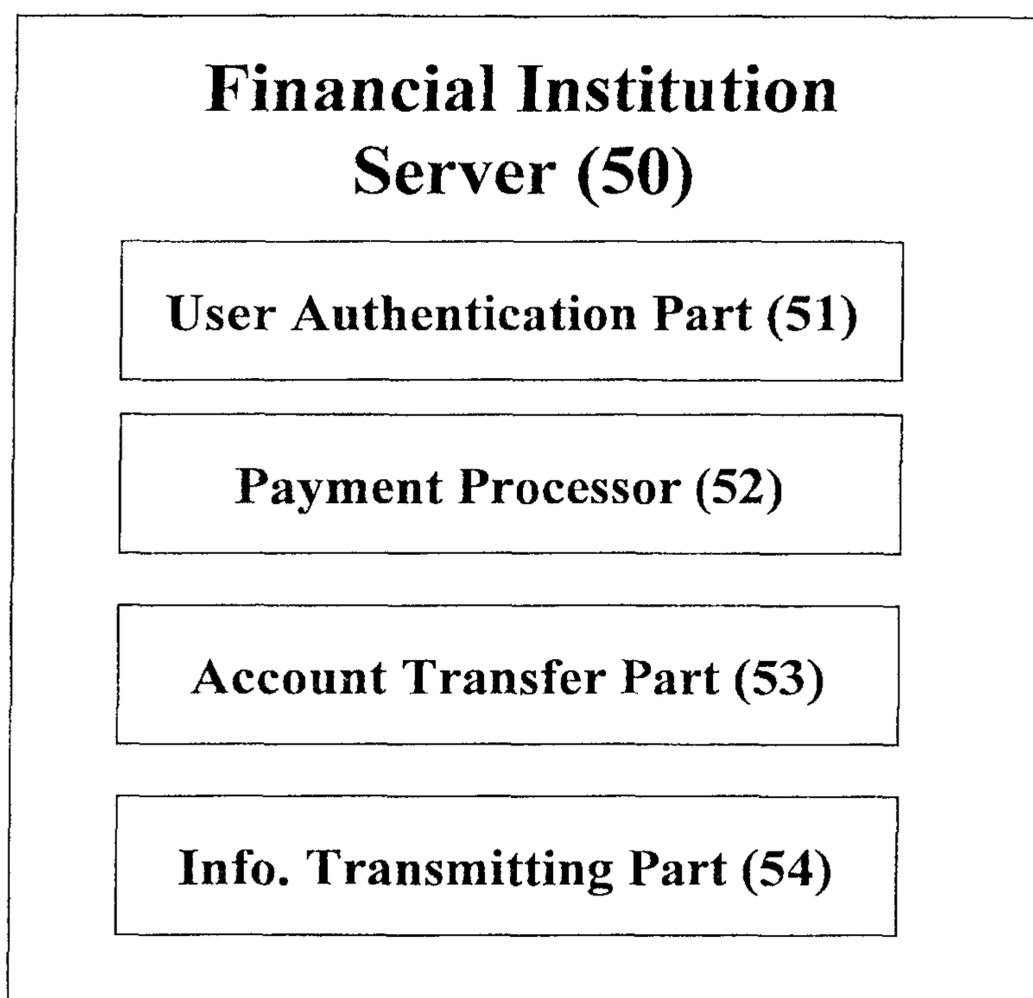 Financial Institution
Server (50)
User Authentication Part (51)
Payment Processor (52)
Account Transfer Part (53)
Info. Transmitting Part (54)